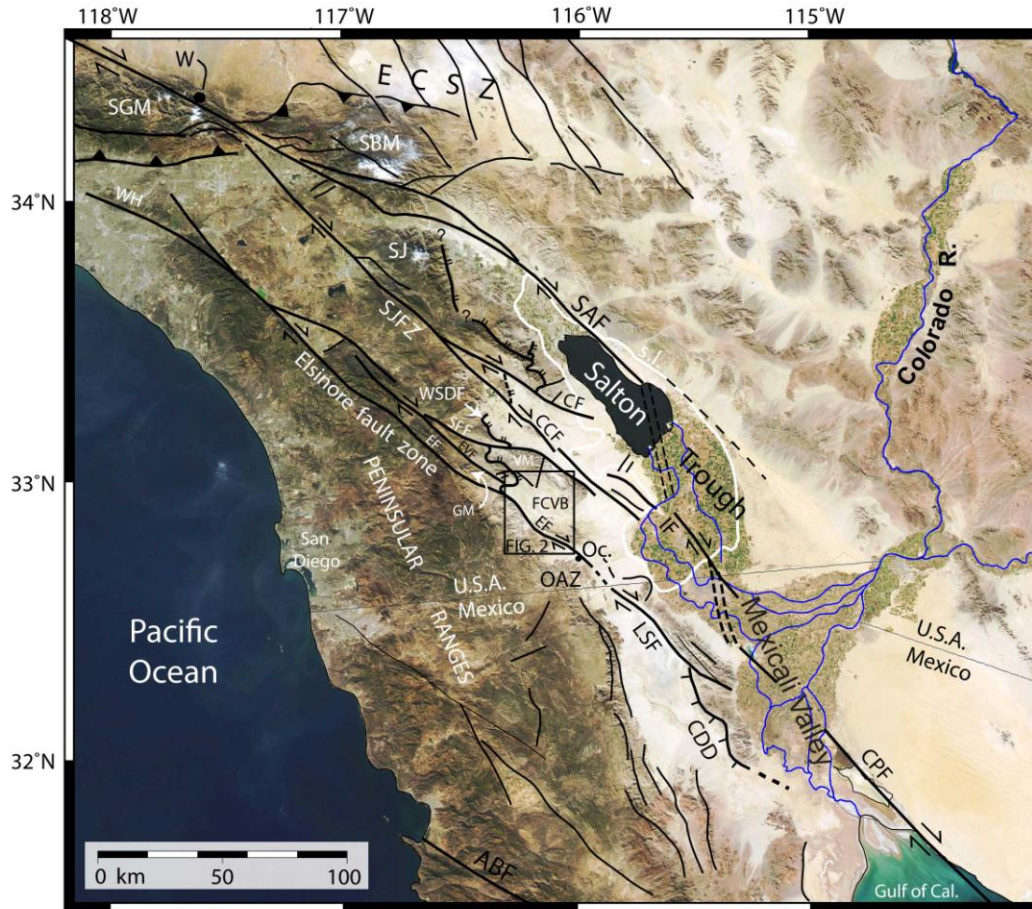 118˚W
117˚W
116˚W
115˚W
34˚N
33˚N
32˚N
W
SGM
E C S Z
SBM
WH
SJ
?
?
SJFZ
SAF
s.l.
Salton
Trough
Colorado R.
CF
WSDF
CCF
SFF
EF
EVF
VM
Elsinore fault zone
GM
FCVB
EF
FIG. 2
IF
Oc.
OAZ
San
Diego
PENINSULAR
RANGES
U.S.A.
Mexico
LSF
Mexicali Valley
U.S.A.
Mexico
Pacific
Ocean
CDD
CPF
ABF
0 km 50 100
Gulf of Cal.